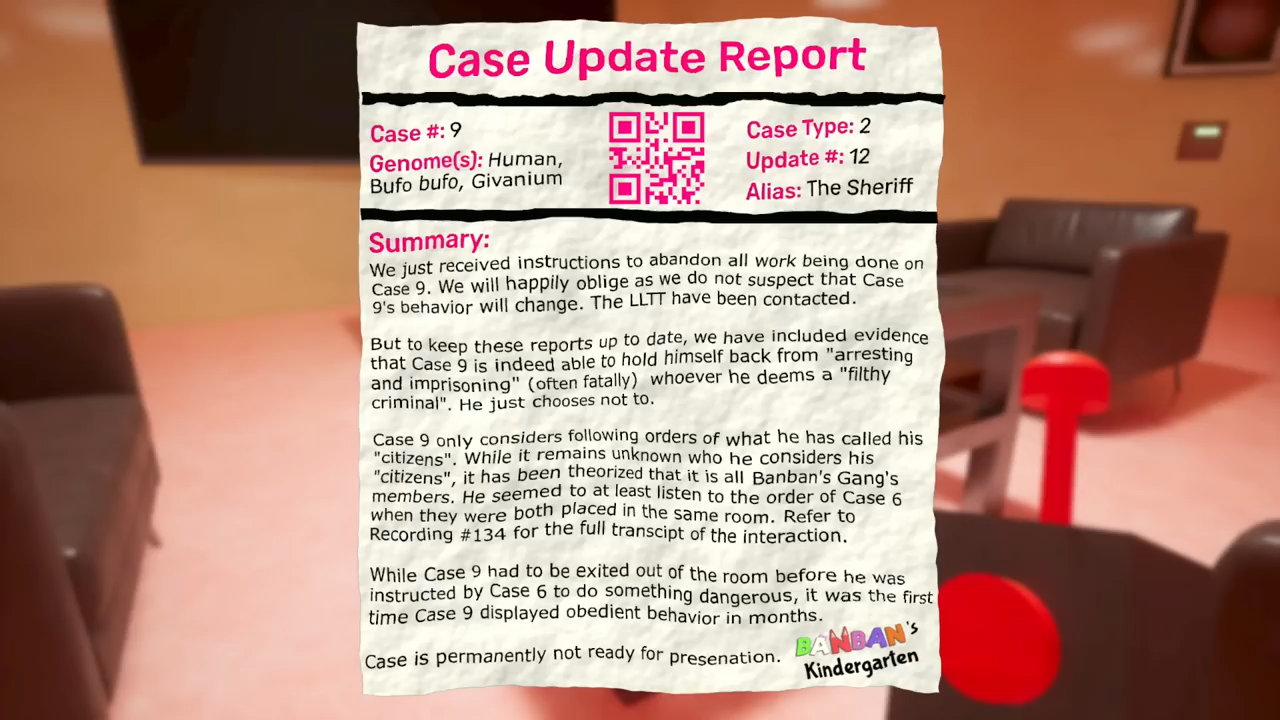 Case Update Report
Case #: 9
Genome(s): Human,
Bufo bufo, Givanium
Case Type: 2
Update #: 12
Alias: The Sheriff
Summary:
We just received instructions to abandon all work being done on
Case 9. We will happily oblige as we do not suspect that Case
9's behavior will change. The LLTT have been contacted.
But to keep these reports up to date, we have included evidence
that Case 9 is indeed able to hold himself back from "arresting
and imprisoning" (often fatally) whoever he deems a "filthy
criminal". He just chooses not to.
Case 9 only considers following orders of what he has called his
"citizens". While it remains unknown who he considers his
"citizens", it has been theorized that it is all Banban's Gang's
members. He seemed to at least listen to the order of Case 6
when they were both placed in the same room. Refer to
Recording #134 for the full transcipt of the interaction.
While Case 9 had to be exited out of the room before he was
instructed by Case 6 to do something dangerous, it was the first
time Case 9 displayed obedient behavior in months.
Case is permanently not ready for presenation.
BANBAN's
Kindergarten